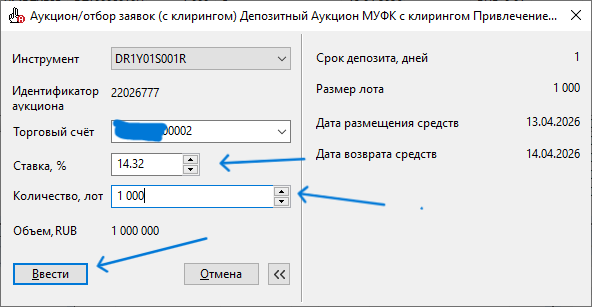 Аукцион/отбор заявок (с клирингом) Депозитный Аукцион МУФК с клирингом Привлечение...
Инструмент DR1Y01S001R
Идентификатор аукциона 22026777
Торговый счёт 00002
Ставка, % 14.32
Количество, лот 1 000
Объем, RUB 1 000 000
Ввести Отмена <<
Срок депозита, дней 1
Размер лота 1 000
Дата размещения средств 13.04.2026
Дата возврата средств 14.04.2026